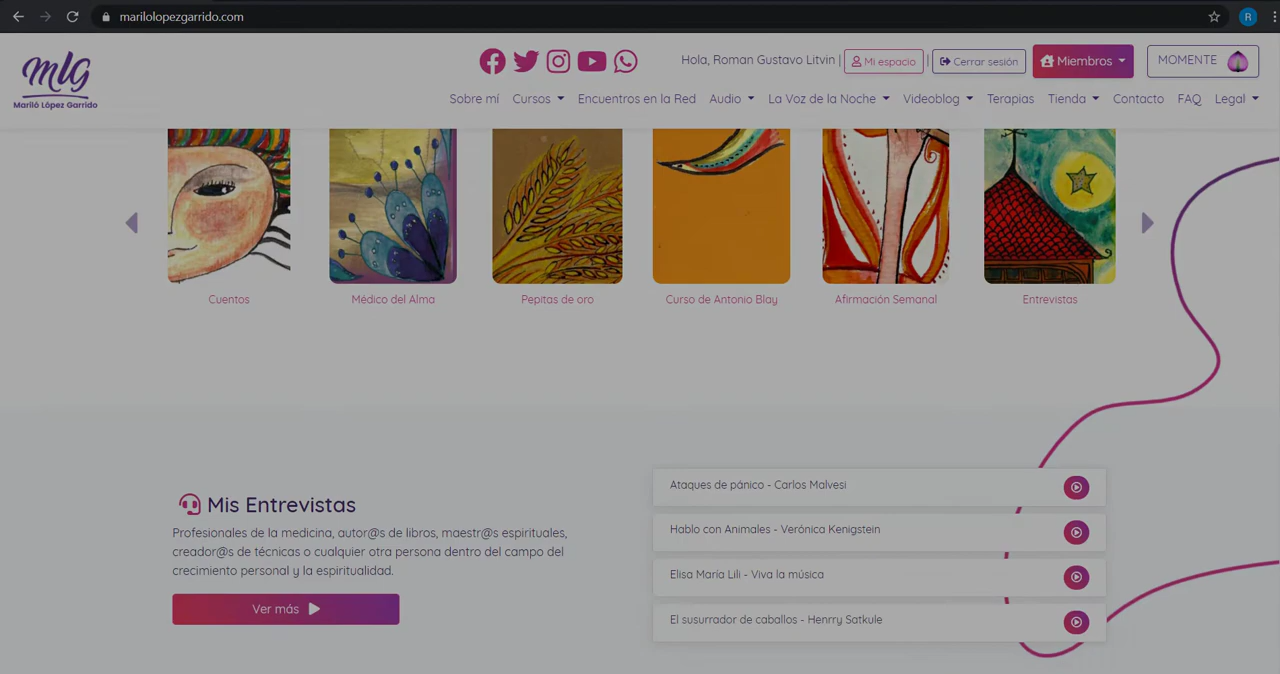 marilolopezgarrido.com
R
mlg
Mariló López Garrido
Hola, Roman Gustavo Litvin | Mi espacio | Cerrar sesión Miembros MOMENTE
Sobre mí Cursos Encuentros en la Red Audio La Voz de la Noche Videoblog Terapias Tienda Contacto FAQ Legal
Cuentos Médico del Alma Pepitas de oro Curso de Antonio Blay Afirmación Semanal Entrevistas
Mis Entrevistas
Profesionales de la medicina, autor@s de libros, maestr@s espirituales,
creador@s de técnicas o cualquier otra persona dentro del campo del
crecimiento personal y la espiritualidad.
Ver más
Ataques de pánico - Carlos Malvesi
Hablo con Animales - Verónica Kenigstein
Elisa María Lili - Viva la música
El susurrador de caballos - Henrry Satkule